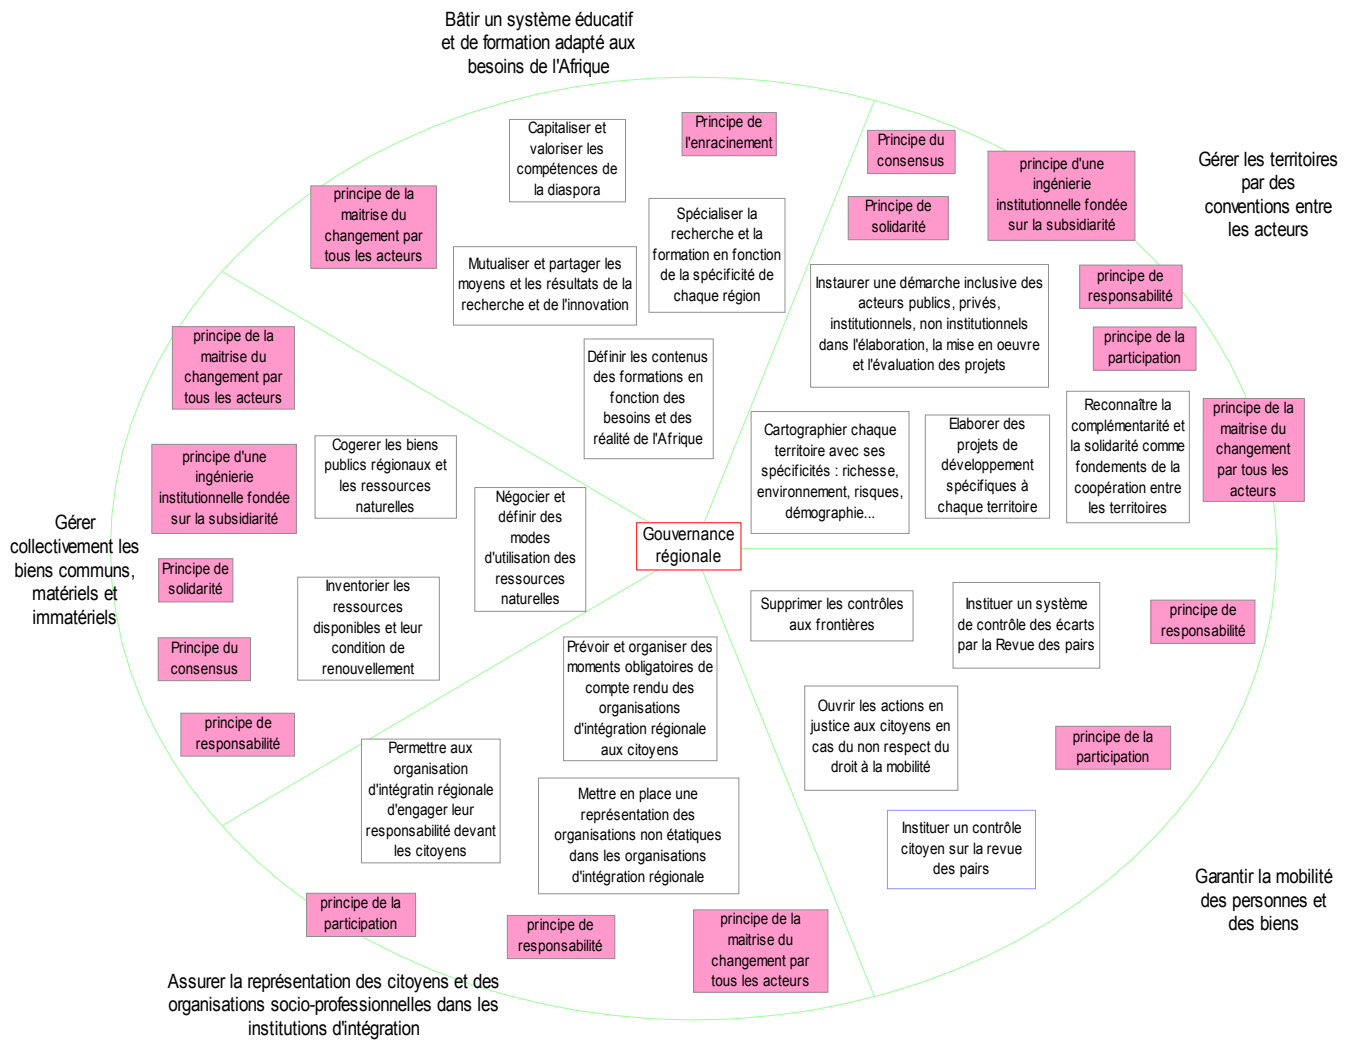 Bâtir un système éducatif
et de formation adapté aux
besoins de l'Afrique
Capitaliser et
valoriser les
compétences de
la diaspora
Principe de
l'enracinement
principe de la
maitrise du
changement par
tous les acteurs
Mutualiser et partager les
moyens et les résultats de la
recherche et de l'innovation
Spécialiser la
recherche et la
formation en fonction
de la spécificité de
chaque région
Définir les contenus
des formations en
fonction des
besoins et des
réalité de l'Afrique
Gérer les territoires
par des
conventions entre
les acteurs
Principe du
consensus
principe d'une
ingénierie
institutionnelle fondée
sur la subsidiarité
Principe de
solidarité
principe de
responsabilité
Instaurer une démarche inclusive des
acteurs publics, privés,
institutionnels, non institutionnels
dans l'élaboration, la mise en oeuvre
et l'évaluation des projets
principe de la
participation
Cartographier chaque
territoire avec ses
spécificités : richesse,
environnement, risques,
démographie...
Elaborer des
projets de
développement
spécifiques à
chaque territoire
Reconnaître la
complémentarité et
la solidarité comme
fondements de la
coopération entre
les territoires
principe de la
maitrise du
changement
par tous les
acteurs
Gouvernance
régionale
Gérer
collectivement les
biens communs,
matériels et
immatériels
principe de la
maitrise du
changement par
tous les acteurs
principe d'une
ingénierie
institutionnelle fondée
sur la subsidiarité
Principe de
solidarité
Principe du
consensus
principe de
responsabilité
Cogerer les biens
publics régionaux et
les ressources
naturelles
Négocier et
définir des
modes
d'utilisation des
ressources
naturelles
Inventorier les
ressources
disponibles et leur
condition de
renouvellement
Supprimer les contrôles
aux frontières
Instituer un système
de contrôle des écarts
par la Revue des pairs
principe de
responsabilité
Ouvrir les actions en
justice aux citoyens en
cas du non respect du
droit à la mobilité
principe de la
participation
Instituer un contrôle
citoyen sur la revue
des pairs
Garantir la mobilité
des personnes et
des biens
Prévoir et organiser des
moments obligatoires de
compte rendu des
organisations
d'intégration régionale
aux citoyens
Permettre aux
organisation
d'intégratin régionale
d'engager leur
responsabilité devant
les citoyens
Mettre en place une
représentation des
organisations non étatiques
dans les organisations
d'intégration régionale
principe de la
participation
principe de
responsabilité
principe de la
maitrise du
changement par
tous les acteurs
Assurer la représentation des citoyens et des
organisations socio-professionnelles dans les
institutions d'intégration